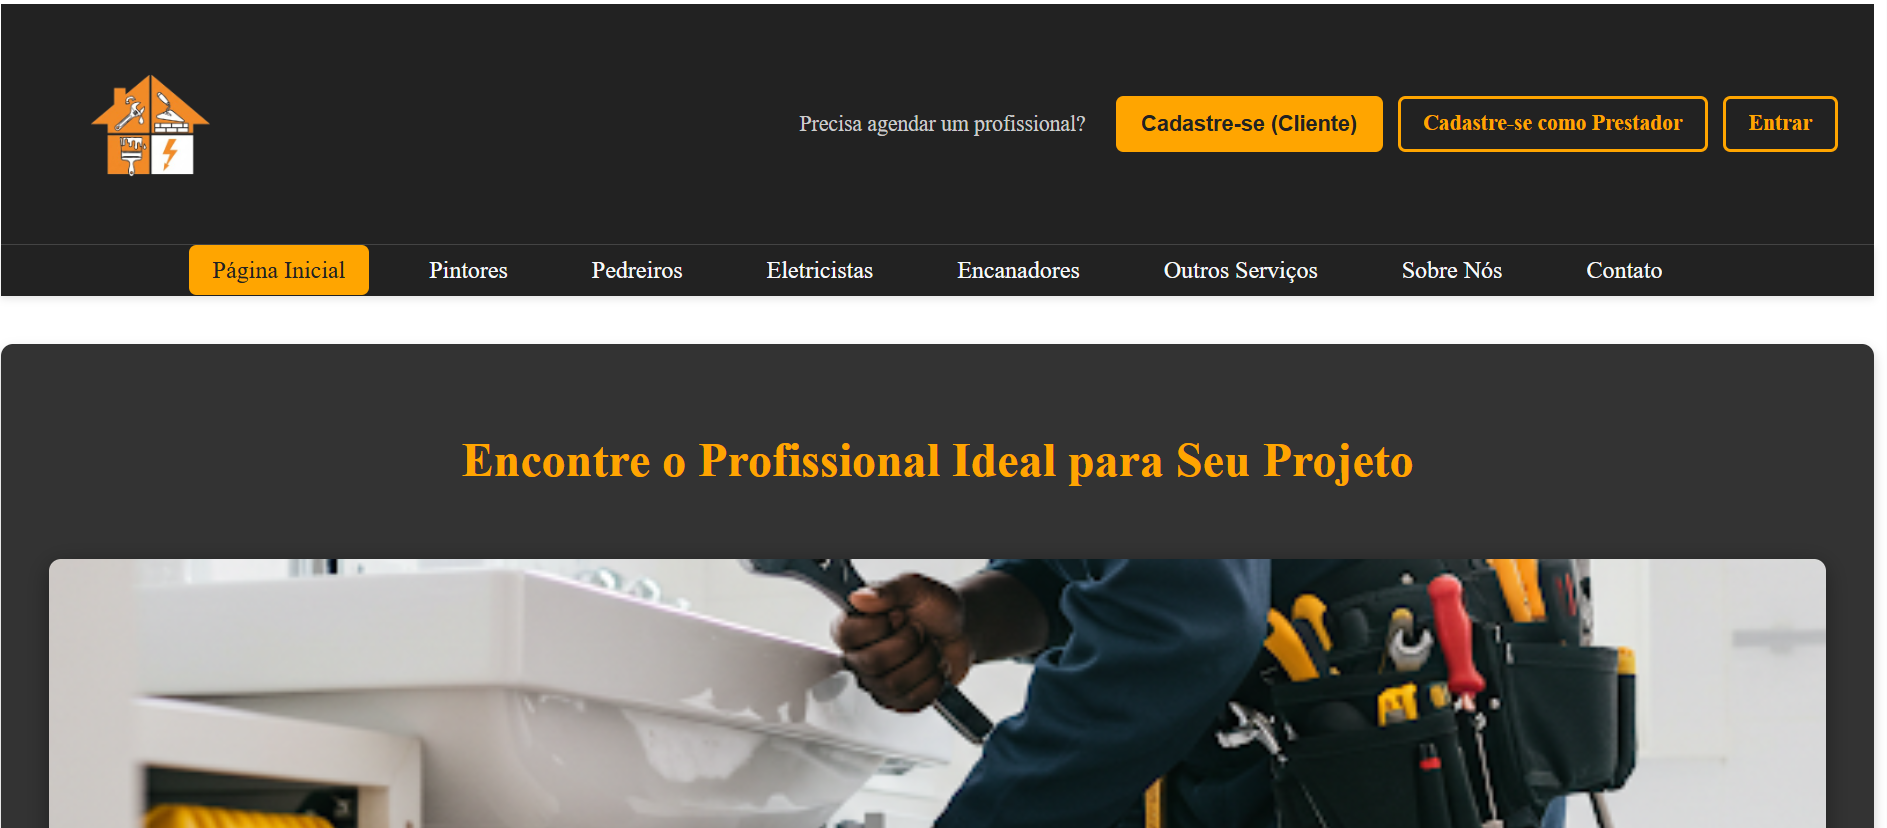 Precisa agendar um profissional?
Cadastre-se (Cliente)
Cadastre-se como Prestador
Entrar
Página Inicial
Pintores
Pedreiros
Eletricistas
Encanadores
Outros Serviços
Sobre Nós
Contato
Encontre o Profissional Ideal para Seu Projeto